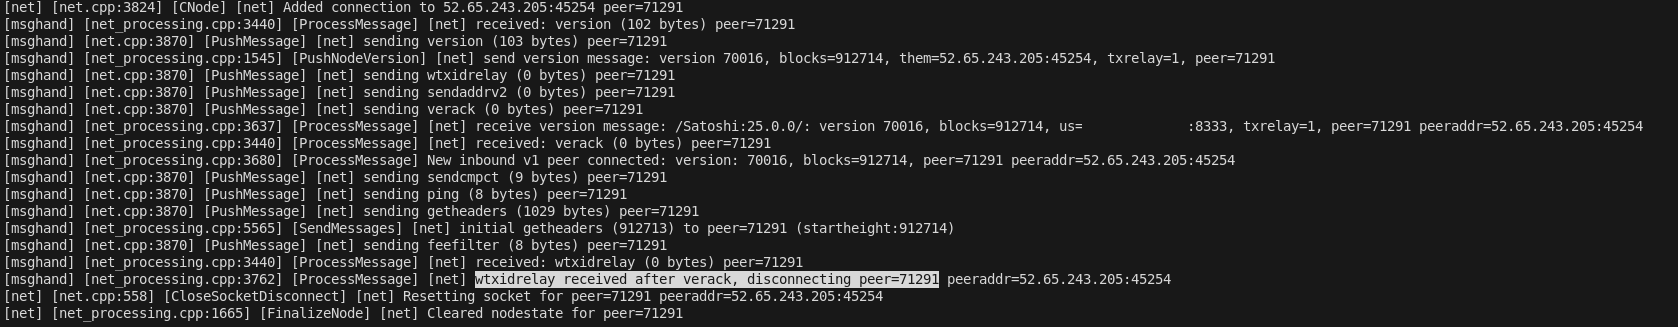 [net] [net.cpp:3824] [CNode] [net] Added connection to 52.65.243.205:45254 peer=71291
[msghand] [net_processing.cpp:3440] [ProcessMessage] [net] received: version (102 bytes) peer=71291
[msghand] [net.cpp:3870] [PushMessage] [net] sending version (103 bytes) peer=71291
[msghand] [net_processing.cpp:1545] [PushNodeVersion] [net] send version message: version 70016, blocks=912714, them=52.65.243.205:45254, txrelay=1, peer=71291
[msghand] [net.cpp:3870] [PushMessage] [net] sending wtxidrelay (0 bytes) peer=71291
[msghand] [net.cpp:3870] [PushMessage] [net] sending sendaddrv2 (0 bytes) peer=71291
[msghand] [net.cpp:3870] [PushMessage] [net] sending verack (0 bytes) peer=71291
[msghand] [net_processing.cpp:3637] [ProcessMessage] [net] receive version message: /Satoshi:25.0.0/: version 70016, blocks=912714, us= :8333, txrelay=1, peer=71291 peeraddr=52.65.243.205:45254
[msghand] [net_processing.cpp:3440] [ProcessMessage] [net] received: verack (0 bytes) peer=71291
[msghand] [net_processing.cpp:3680] [ProcessMessage] New inbound v1 peer connected: version: 70016, blocks=912714, peer=71291 peeraddr=52.65.243.205:45254
[msghand] [net.cpp:3870] [PushMessage] [net] sending sendcmpct (9 bytes) peer=71291
[msghand] [net.cpp:3870] [PushMessage] [net] sending ping (8 bytes) peer=71291
[msghand] [net.cpp:3870] [PushMessage] [net] sending getheaders (1029 bytes) peer=71291
[msghand] [net_processing.cpp:5565] [SendMessages] [net] initial getheaders (912713) to peer=71291 (startheight:912714)
[msghand] [net.cpp:3870] [PushMessage] [net] sending feefilter (8 bytes) peer=71291
[msghand] [net_processing.cpp:3440] [ProcessMessage] [net] received: wtxidrelay (0 bytes) peer=71291
[msghand] [net_processing.cpp:3762] [ProcessMessage] [net] wtxidrelay received after verack, disconnecting peer=71291 peeraddr=52.65.243.205:45254
[net] [net.cpp:558] [CloseSocketDisconnect] [net] Resetting socket for peer=71291 peeraddr=52.65.243.205:45254
[net] [net_processing.cpp:1665] [FinalizeNode] [net] Cleared nodestate for peer=71291